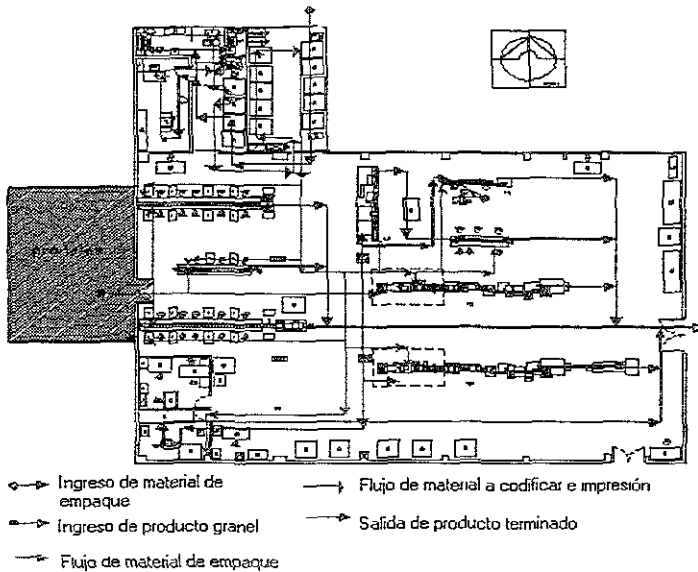 Ingreso de material de
empaque
Ingreso de producto granel
Flujo de material de empaque
Flujo de material a codificar e impresión
Salida de producto terminado